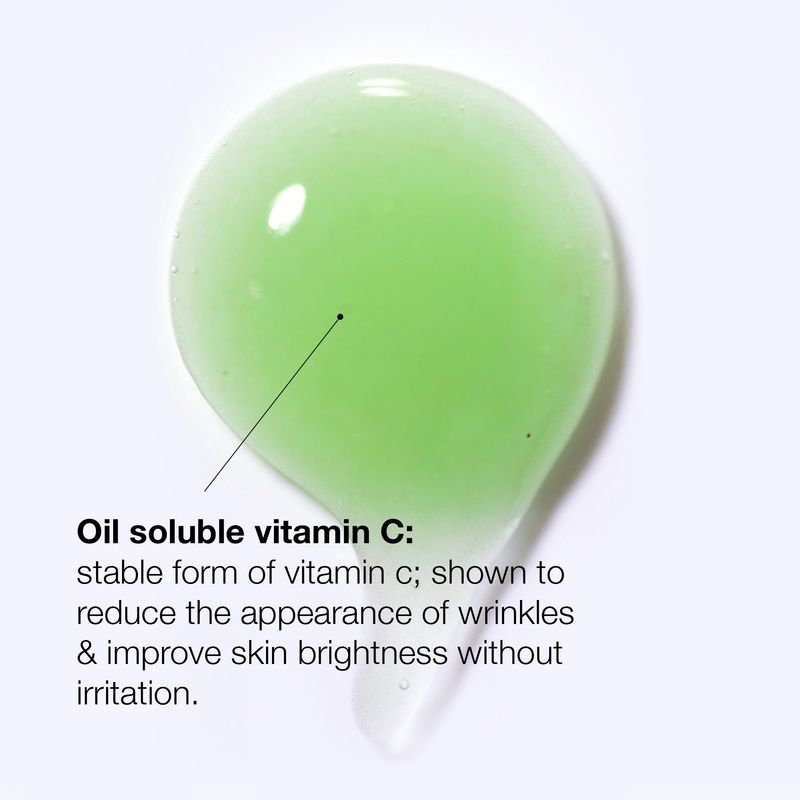 Oil soluble vitamin C:
stable form of vitamin c; shown to
reduce the appearance of wrinkles
& improve skin brightness without
irritation.